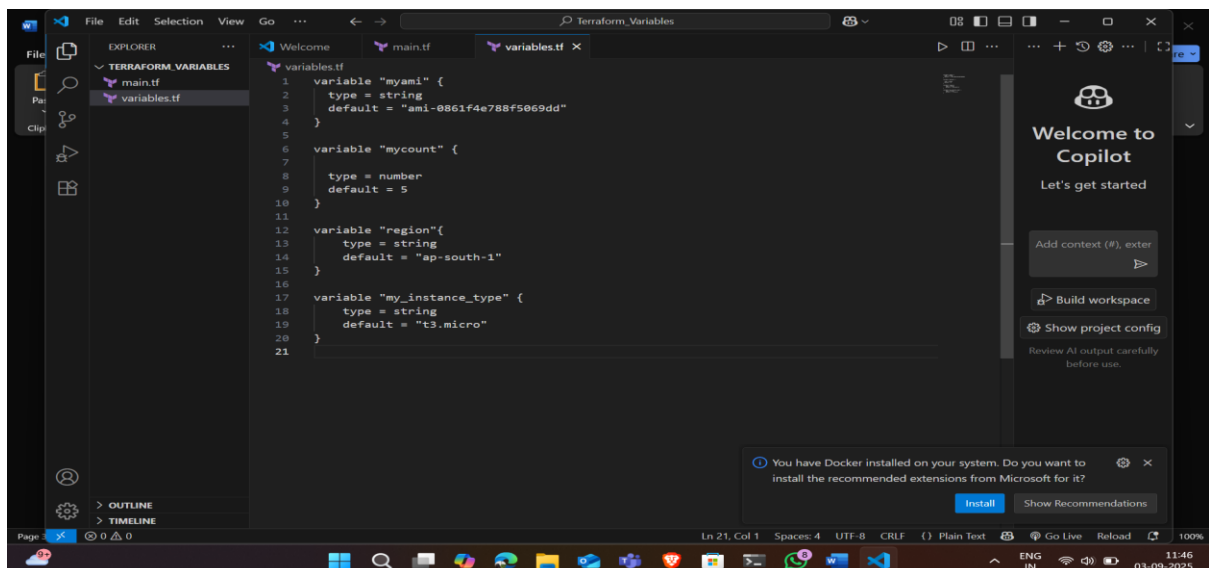 File Edit Selection View Go ...
Terraform_Variables
File
EXPLORER
Welcome
main.tf
variables.tf
TERRAFORM_VARIABLES
main.tf
variables.tf
variables.tf
1 variable "myami" {
2 type = string
3 default = "ami-0861f4e788f5069dd"
4 }
5
6 variable "mycount" {
7
8 type = number
9 default = 5
10 }
11
12 variable "region"{
13 type = string
14 default = "ap-south-1"
15 }
16
17 variable "my_instance_type" {
18 type = string
19 default = "t3.micro"
20 }
21
Welcome to
Copilot
Let's get started
Add context (#), exter
Build workspace
Show project config
Review AI output carefully
before use.
You have Docker installed on your system. Do you want to
install the recommended extensions from Microsoft for it?
Install
Show Recommendations
OUTLINE
TIMELINE
Page
0 0
Ln 21, Col 1 Spaces: 4 UTF-8 CRLF {} Plain Text Go Live Reload 100%
9+
9
ENG
IN
11:46
03-09-2025